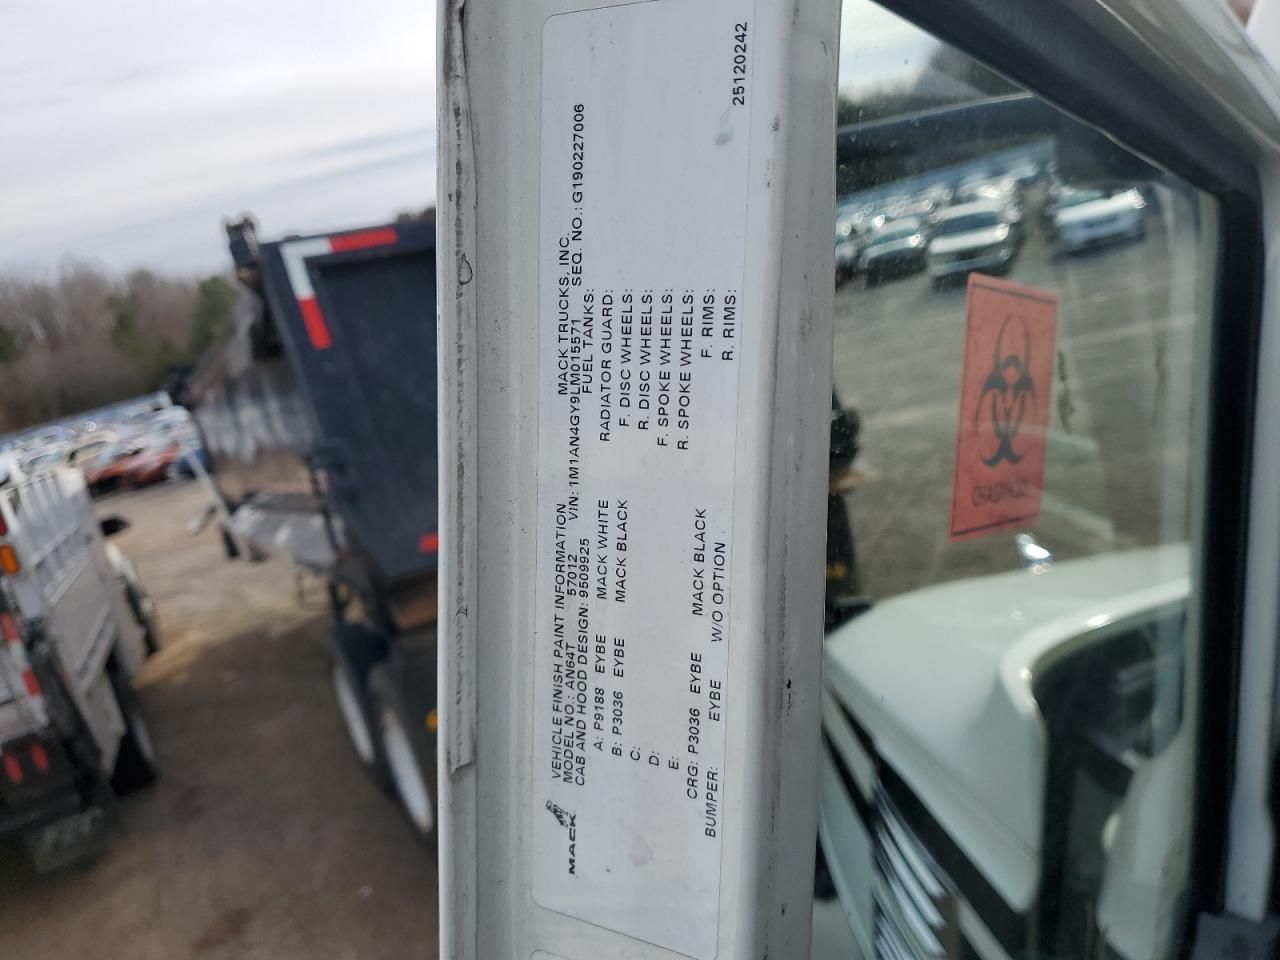 MACK
VEHICLE FINISH PAINT INFORMATION MACK TRUCKS, INC.
MODEL NO.: AN64T 57012 VIN: 1M1AN4GY9LM015571 SEQ. NO.: G190227006
CAB AND HOOD DESIGN: 9509925 FUEL TANKS:
A: P9188 EYBE MACK WHITE RADIATOR GUARD:
B: P3036 EYBE MACK BLACK F. DISC WHEELS:
C: R. DISC WHEELS:
D: F. SPOKE WHEELS:
E: R. SPOKE WHEELS:
CRG: P3036 EYBE MACK BLACK F. RIMS:
BUMPER: EYBE W/O OPTION R. RIMS:
25120242